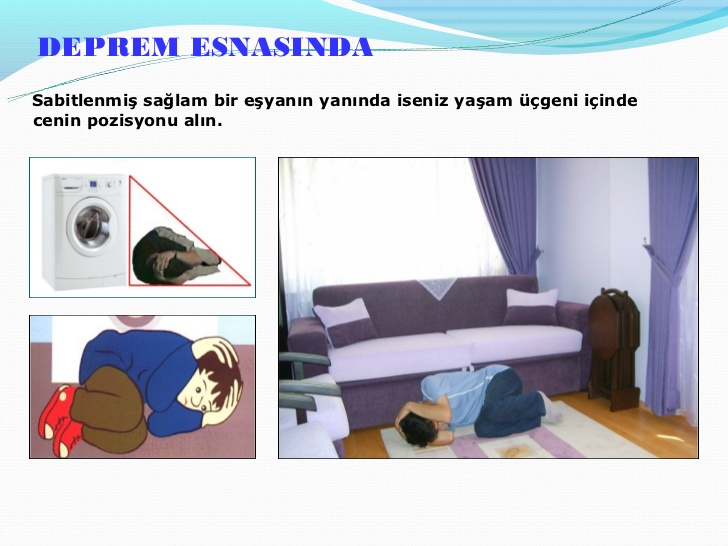 DEPREM ESNASINDA
Sabitlenmiş sağlam bir eşyanın yanında iseniz yaşam üçgeni içinde
cenin pozisyonu alın.